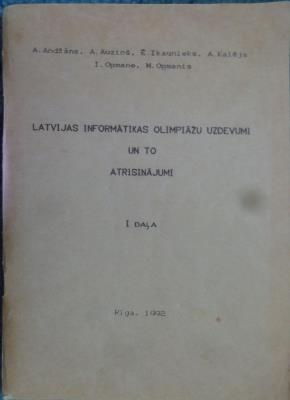 A.Andžāns, A.Auziņš, Ē.Ikaunieks, A.Kalējs
I.Opmane, M.Opmanis
LATVIJAS INFORMĀTIKAS OLIMPIĀŽU UZDEVUMI
UN TO
ATRISINĀJUMI
I DAĻA
Rīga, 1992